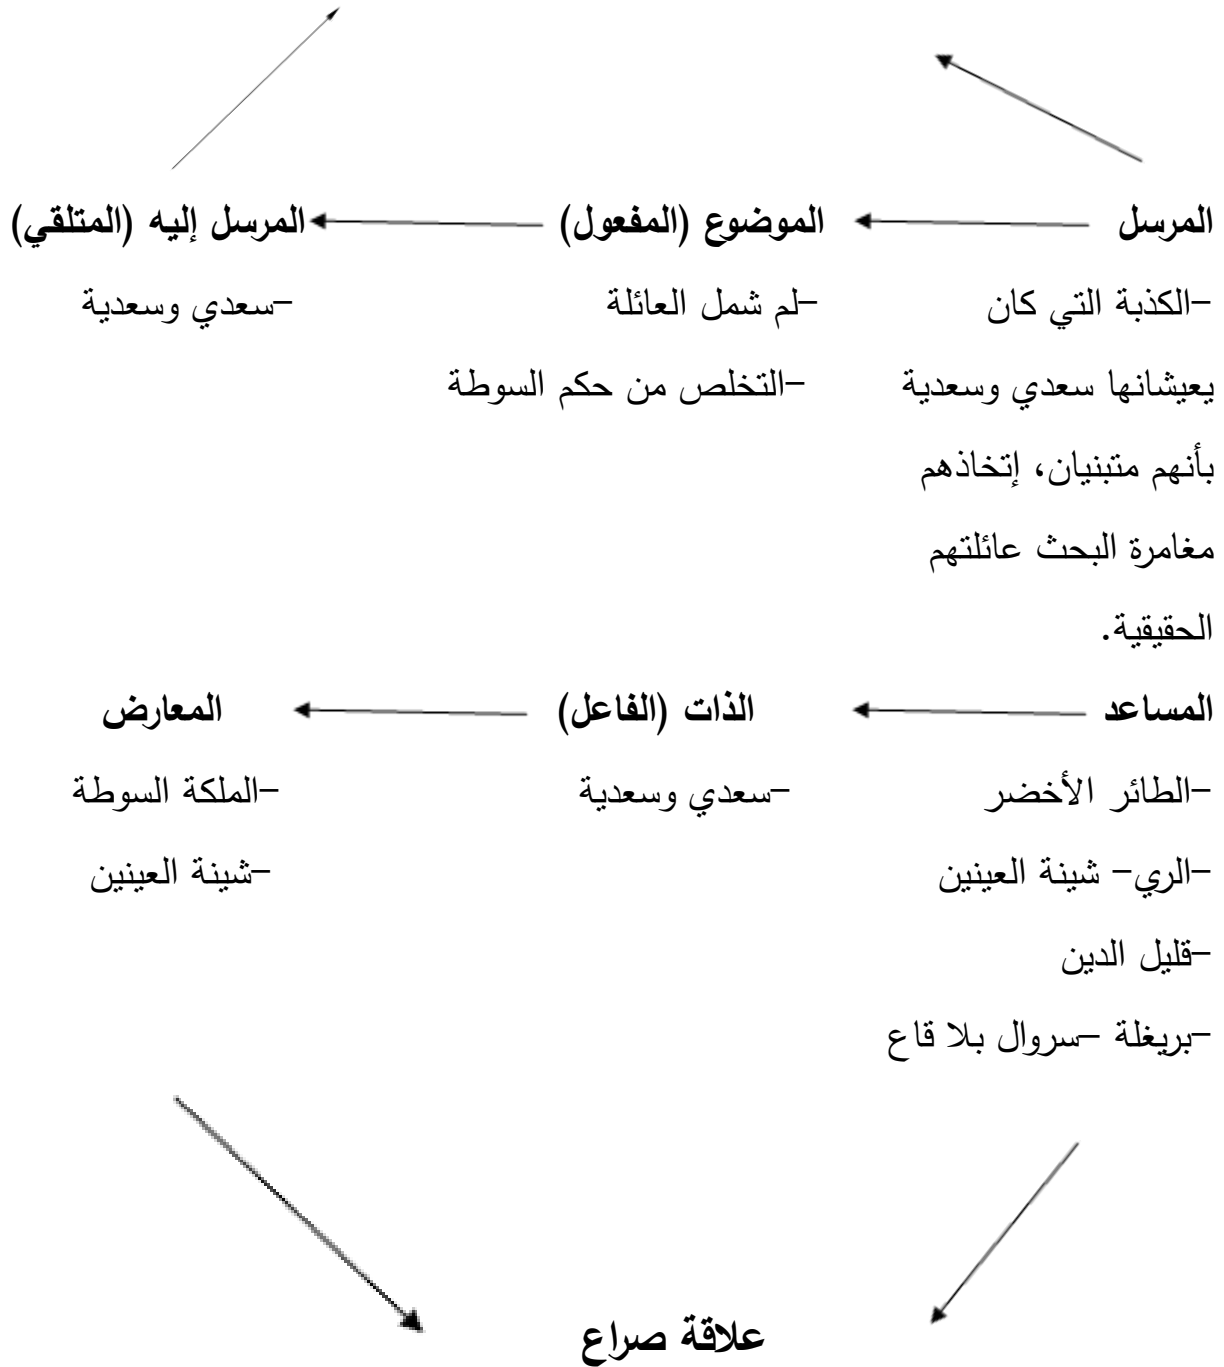 المرسل الموضوع (المفعول) المرسل إليه (المتلقي)
-الكذبة التي كان -لم شمل العائلة -سعدي وسعدية
يعيشانها سعدي وسعدية -التخلص من حكم السوطة
بأنهم متبنيان، إتخاذهم
مغامرة البحث عائلتهم
الحقيقية.
المساعد الذات (الفاعل) المعارض
-الطائر الأخضر -سعدي وسعدية -الملكة السوطة
-الري- شينة العينين -شينة العينين
-قليل الدين
-بريغلة -سروال بلا قاع
علاقة صراع